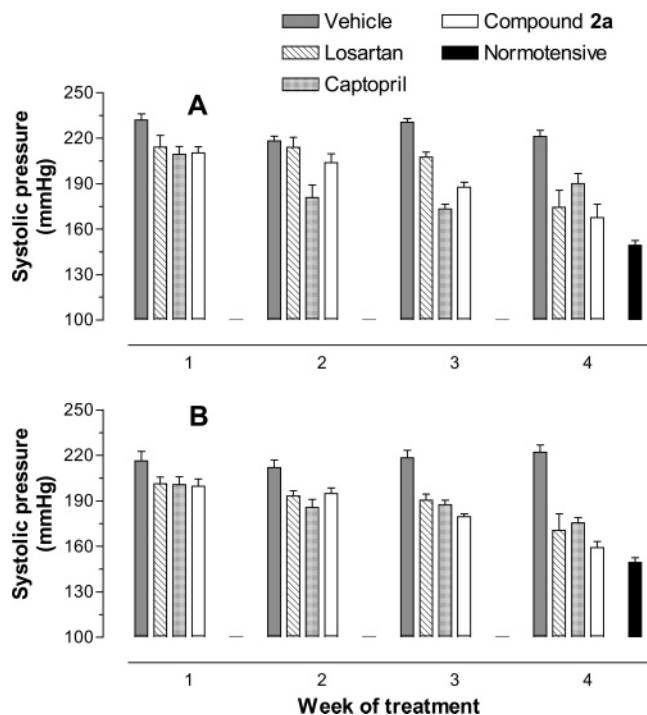 Vehicle
Compound 2a
Losartan
Normotensive
Captopril
A
Systolic pressure
(mmHg)
250
220
190
160
130
100
1 2 3 4
B
Systolic pressure
(mmHg)
250
220
190
160
130
100
1 2 3 4
Week of treatment